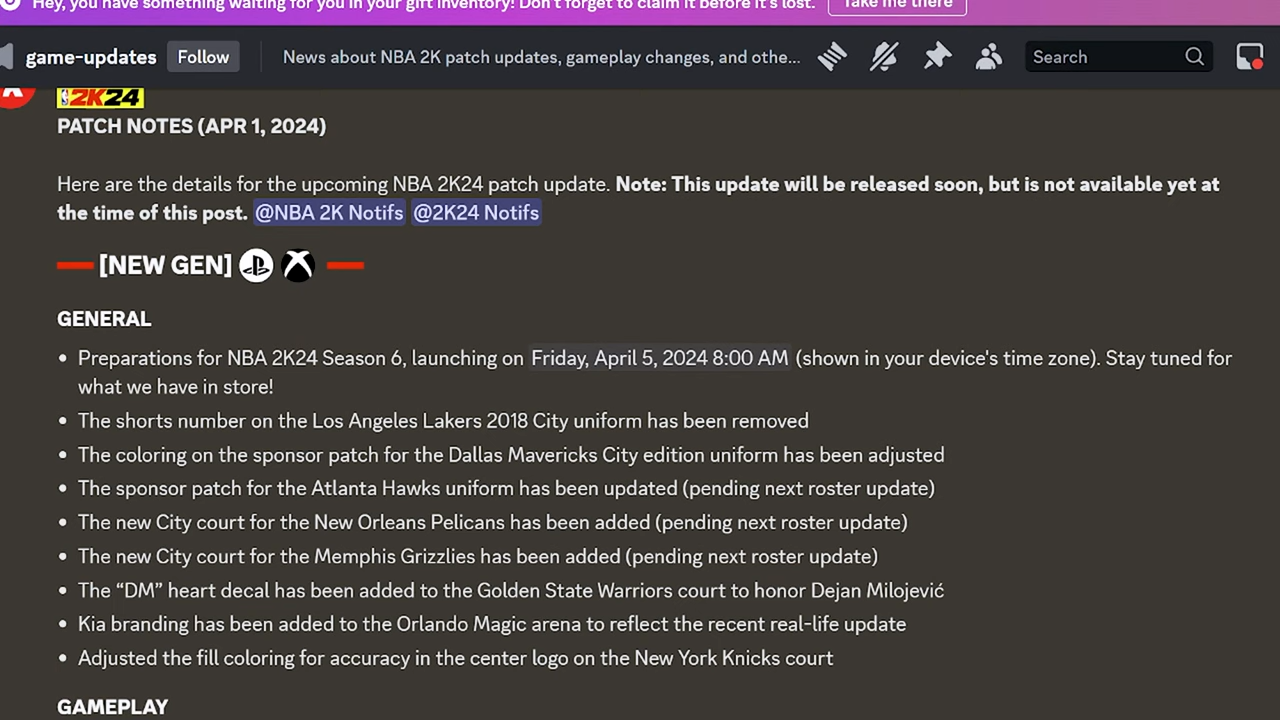 Hey, you have something waiting for you in your gift inventory! Don't forget to claim it before it's lost. Take me there
game-updates Follow News about NBA 2K patch updates, gameplay changes, and othe... Search
2K24
PATCH NOTES (APR 1, 2024)
Here are the details for the upcoming NBA 2K24 patch update. Note: This update will be released soon, but is not available yet at
the time of this post. @NBA 2K Notifs @2K24 Notifs
[NEW GEN]
GENERAL
• Preparations for NBA 2K24 Season 6, launching on Friday, April 5, 2024 8:00 AM (shown in your device's time zone). Stay tuned for
what we have in store!
• The shorts number on the Los Angeles Lakers 2018 City uniform has been removed
• The coloring on the sponsor patch for the Dallas Mavericks City edition uniform has been adjusted
• The sponsor patch for the Atlanta Hawks uniform has been updated (pending next roster update)
• The new City court for the New Orleans Pelicans has been added (pending next roster update)
• The new City court for the Memphis Grizzlies has been added (pending next roster update)
• The “DM” heart decal has been added to the Golden State Warriors court to honor Dejan Milojević
• Kia branding has been added to the Orlando Magic arena to reflect the recent real-life update
• Adjusted the fill coloring for accuracy in the center logo on the New York Knicks court
GAMEPLAY